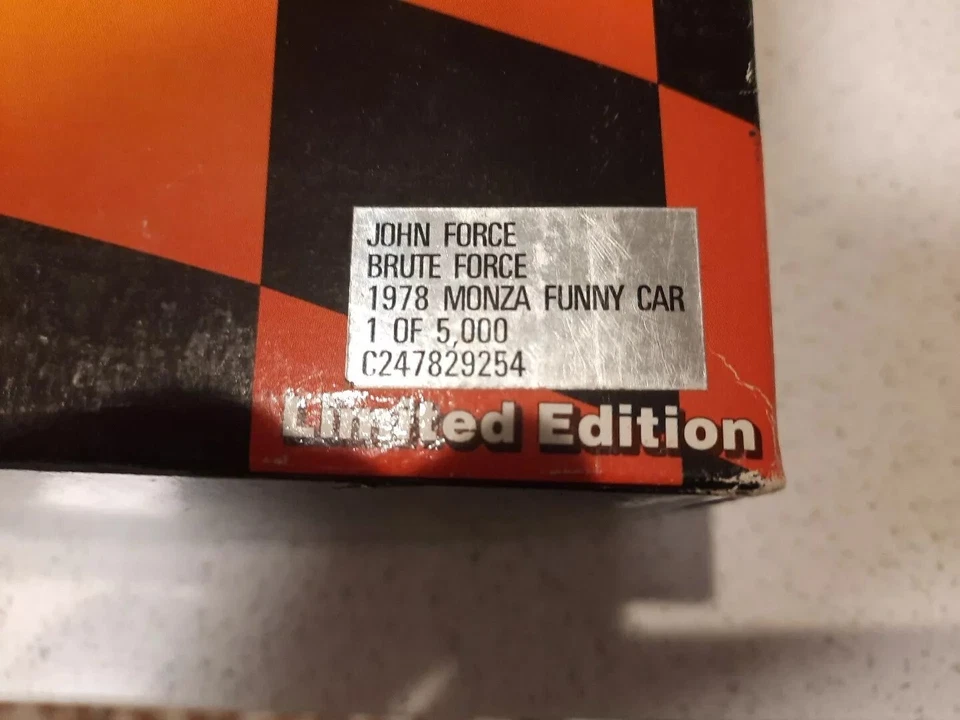 JOHN FORCE
BRUTE FORCE
1978 MONZA FUNNY CAR
1 OF 5,000
C247829254
Limited Edition